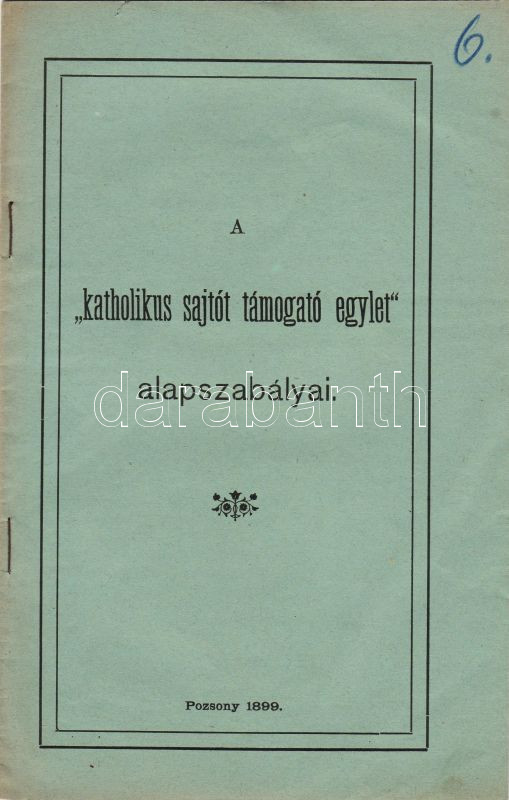 6.
A
„katholikus sajtót támogató egylet“
alapszabályai.
darabanth
Pozsony 1899.